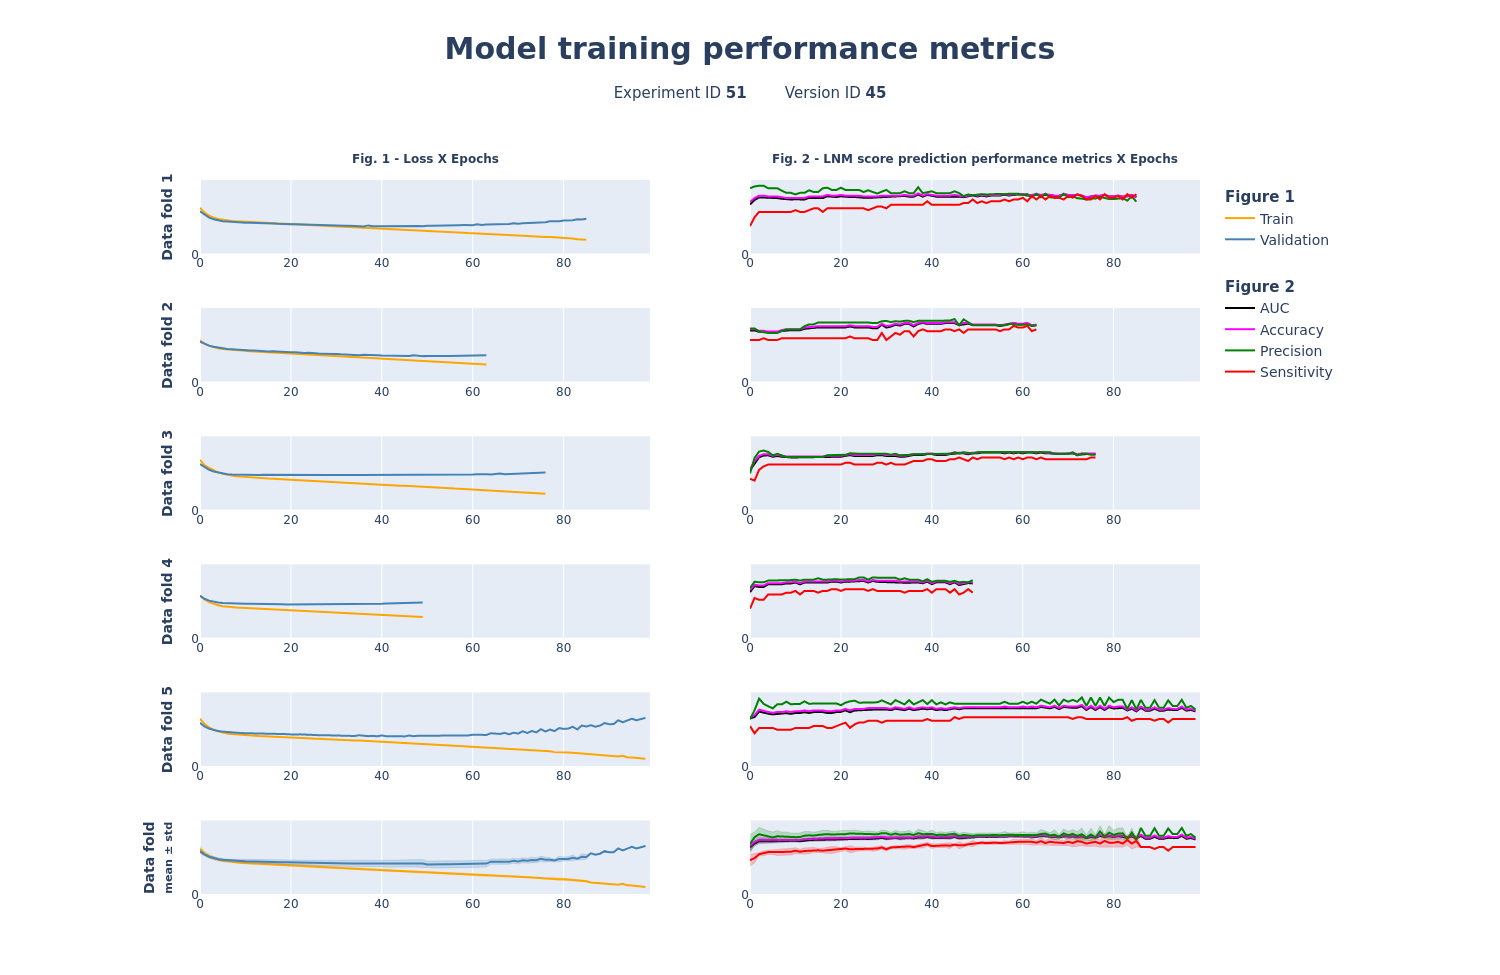 Model training performance metrics
Experiment ID 51 Version ID 45
Fig. 1 - Loss X Epochs
Fig. 2 - LNM score prediction performance metrics X Epochs
Data fold 1
0
0 20 40 60 80
0
0 20 40 60 80
Data fold 2
0
0 20 40 60 80
0
0 20 40 60 80
Data fold 3
0
0 20 40 60 80
0
0 20 40 60 80
Data fold 4
0
0 20 40 60 80
0
0 20 40 60 80
Data fold 5
0
0 20 40 60 80
0
0 20 40 60 80
Data fold
mean ± std
0
0 20 40 60 80
0
0 20 40 60 80
Figure 1
Train
Validation
Figure 2
AUC
Accuracy
Precision
Sensitivity